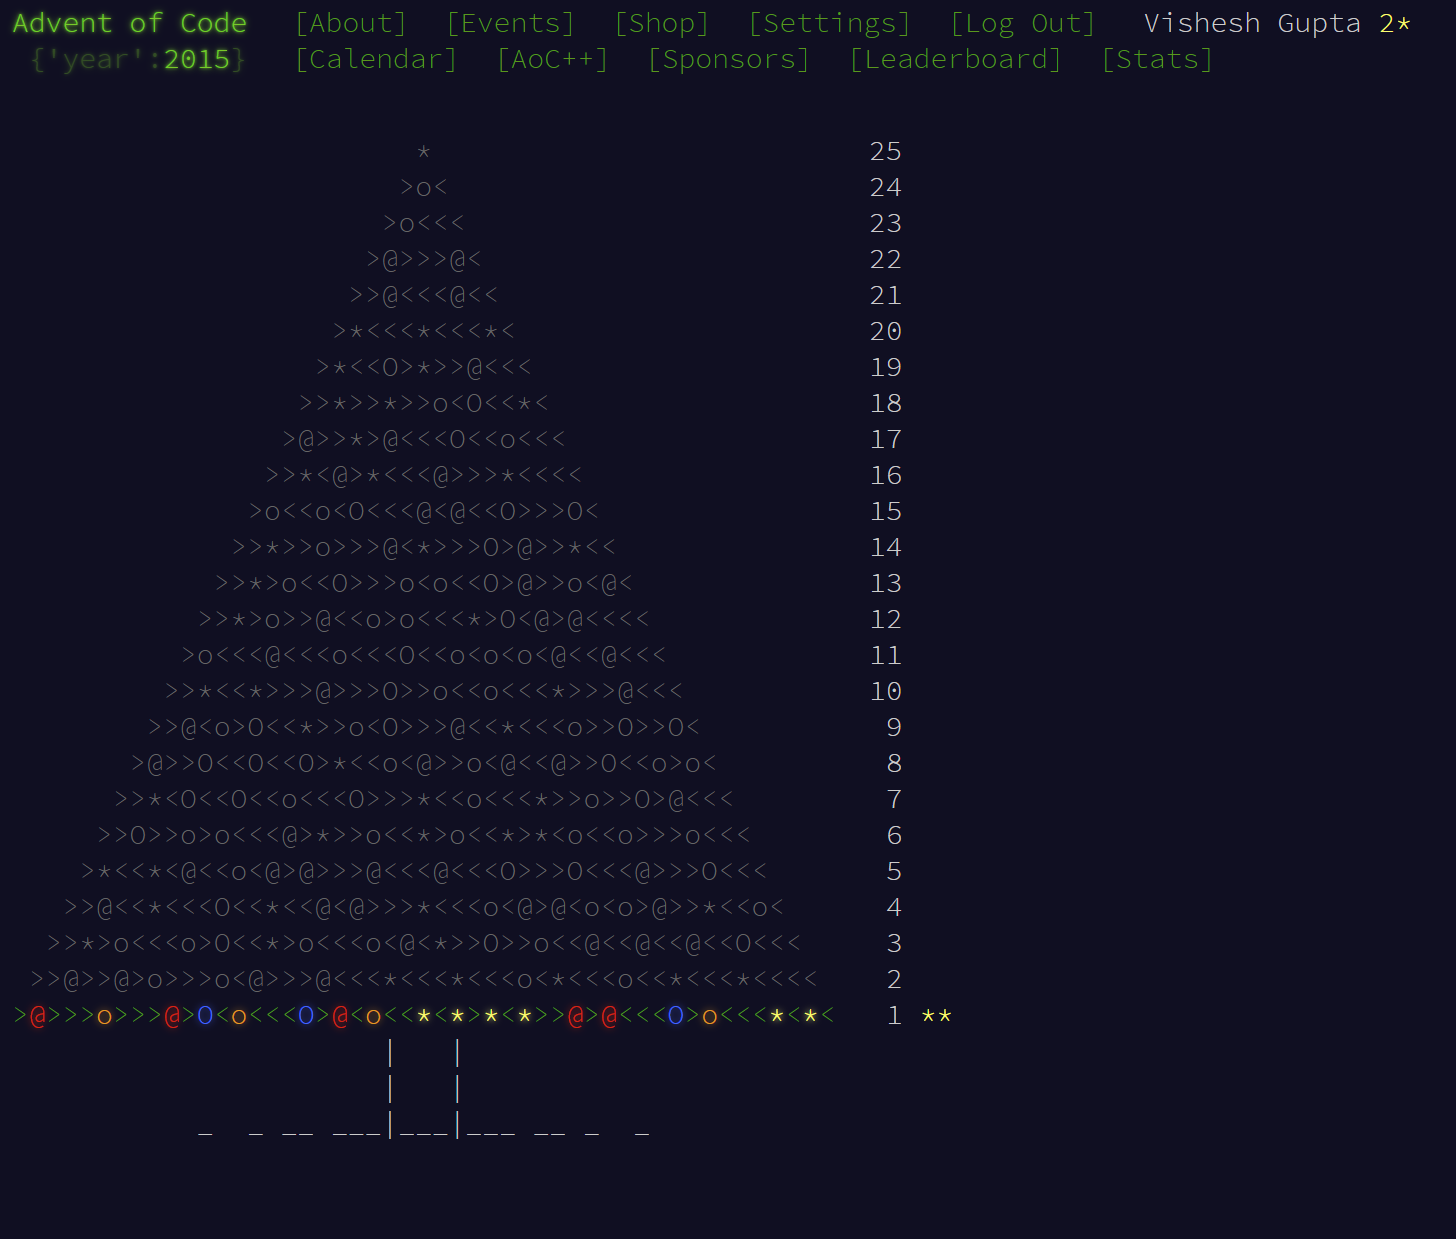 Advent of Code [About] [Events] [Shop] [Settings] [Log Out] Vishesh Gupta 2*
{'year':2015} [Calendar] [AoC++] [Sponsors] [Leaderboard] [Stats]
* 25
>o< 24
>o<<< 23
>@>>>@< 22
>>@<<<@<< 21
>*<<<*<<<*< 20
>*<<O>*>>@<<< 19
>>*>>*>>o<O<<*< 18
>@>>*>@<<<O<<o<<< 17
>>*<@>*<<<@>>>*<<<< 16
>o<<o<O<<<@<@<<O>>>O< 15
>>*>>o>>>@<*>>>O>@>>*<< 14
>>*>o<<O>>>o<o<<O>@>>o<@< 13
>>*>o>>@<<o>o<<<*>O<@>@<<<< 12
>o<<<@<<<o<<<O<<o<o<o<@<<@<<< 11
>>*<<*>>>@>>>O>>o<<o<<<*>>>@<<< 10
>>@<o>O<<*>>o<O>>>@<<*<<<o>>O>>O< 9
>@>>O<<O<<O>*<<o<@>>o<@<<@>>O<<o>o< 8
>>*<O<<O<<o<<<O>>>*<<o<<<*>>o>>O>@<<< 7
>>O>>o>o<<<@>*>>o<<*>o<<*>*<o<<o>>>o<<< 6
>*<<*<@<<o<@>@>>>@<<<@<<<O>>>O<<<@>>>O<<< 5
>>@<<*<<<O<<*<<@<@>>>*<<<o<@>@<o<o>@>>*<<o< 4
>>*>o<<<o>O<<*>o<<<o<@<*>>O>>o<<@<<@<<@<<O<<< 3
>>@>>@>o>>>o<@>>>@<<<*<<<*<<<o<*<<<o<<*<<<*<<<< 2
>@>>>o>>>@>O<o<<<O>@<o<<*<*>*<*>>@>@<<<O>o<<<*<*< 1 **
| |
| |
_ _ __ ___|___|___ __ _ _